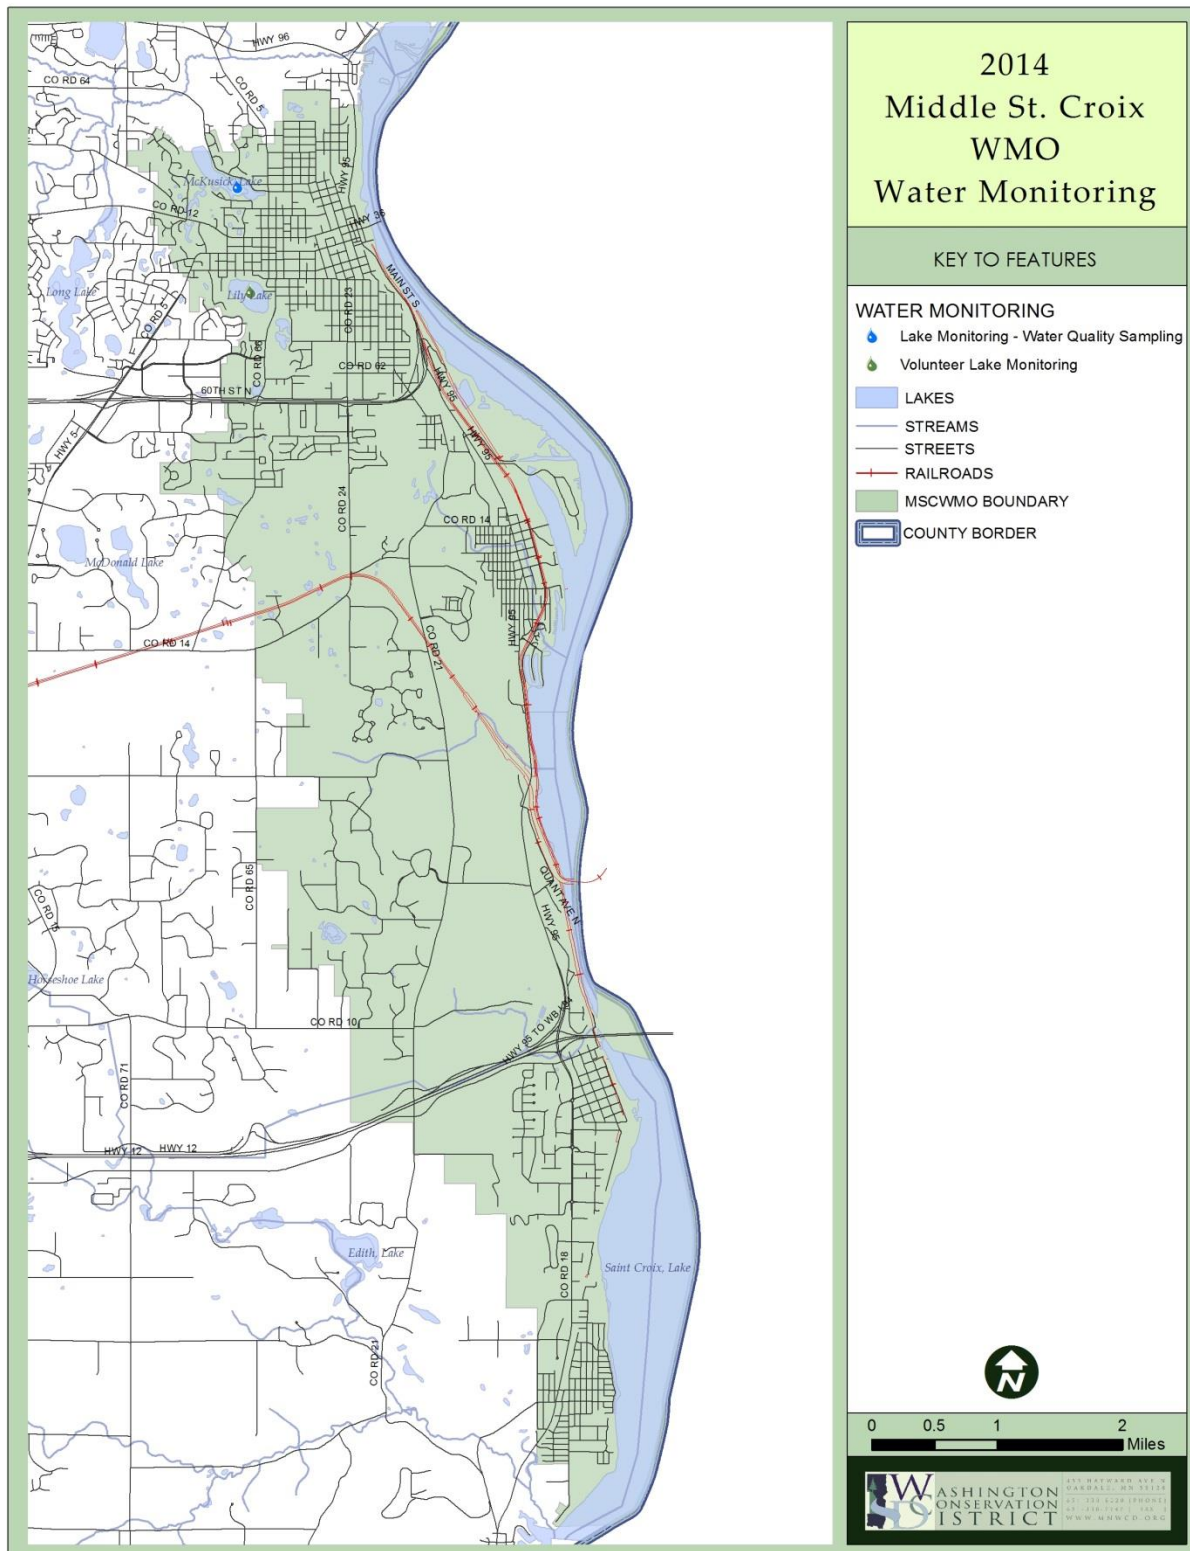 2014
Middle St. Croix
WMO
Water Monitoring
KEY TO FEATURES
WATER MONITORING
Lake Monitoring - Water Quality Sampling
Volunteer Lake Monitoring
LAKES
STREAMS
STREETS
RAILROADS
MSCWMO BOUNDARY
COUNTY BORDER
HWY 96
CO RD 64
CO RD 5
McKusick Lake
HWY 95
CO RD 12
HWY 36
Long Lake
Lily Lake
MAIN ST S
CO RD 5
CO RD 23
CO RD 66
CO RD 62
60TH ST N
HWY 95
HWY 5
HWY 95
CO RD 24
CO RD 14
McDonald Lake
HWY 95
CO RD 14
CO RD 21
CO RD 65
QUANT AVE N
CO RD 15
HWY 95
Horseshoe Lake
CO RD 10
HWY 95 TO WB I-94
CO RD 71
HWY 12
HWY 12
Edith, Lake
Saint Croix, Lake
CO RD 18
CO RD 21
N
0 0.5 1 2
Miles
WASHINGTON
CONSERVATION
DISTRICT
WWW.MNWCD.ORG